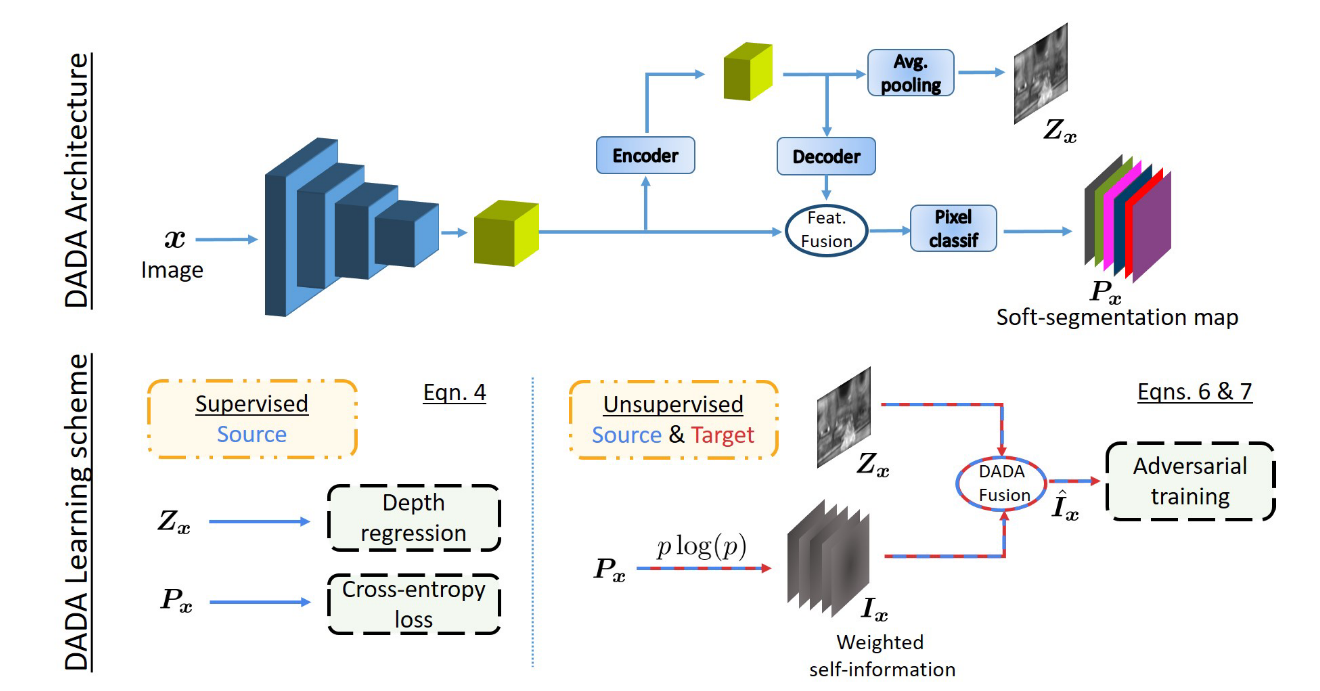 DADA Architecture
x
Image
Encoder
Avg.
pooling
Decoder
Feat.
Fusion
Pixel
classif
Z_x
P_x
Soft-segmentation map
DADA Learning scheme
Supervised
Source
Eqn. 4
Z_x
Depth
regression
P_x
Cross-entropy
loss
Unsupervised
Source & Target
Eqns. 6 & 7
Z_x
P_x
p log(p)
I_x
Weighted
self-information
DADA
Fusion
Î_x
Adversarial
training